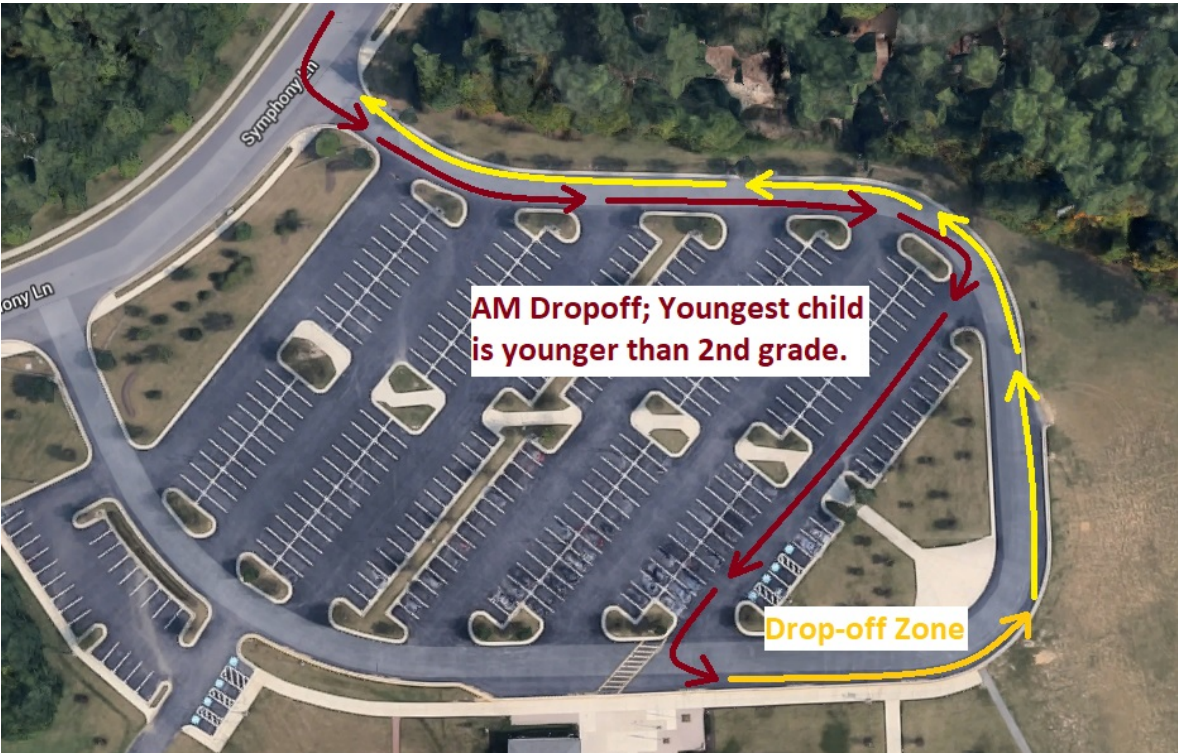 Symphony Ln
ony Ln
AM Dropoff; Youngest child
is younger than 2nd grade.
Drop-off Zone